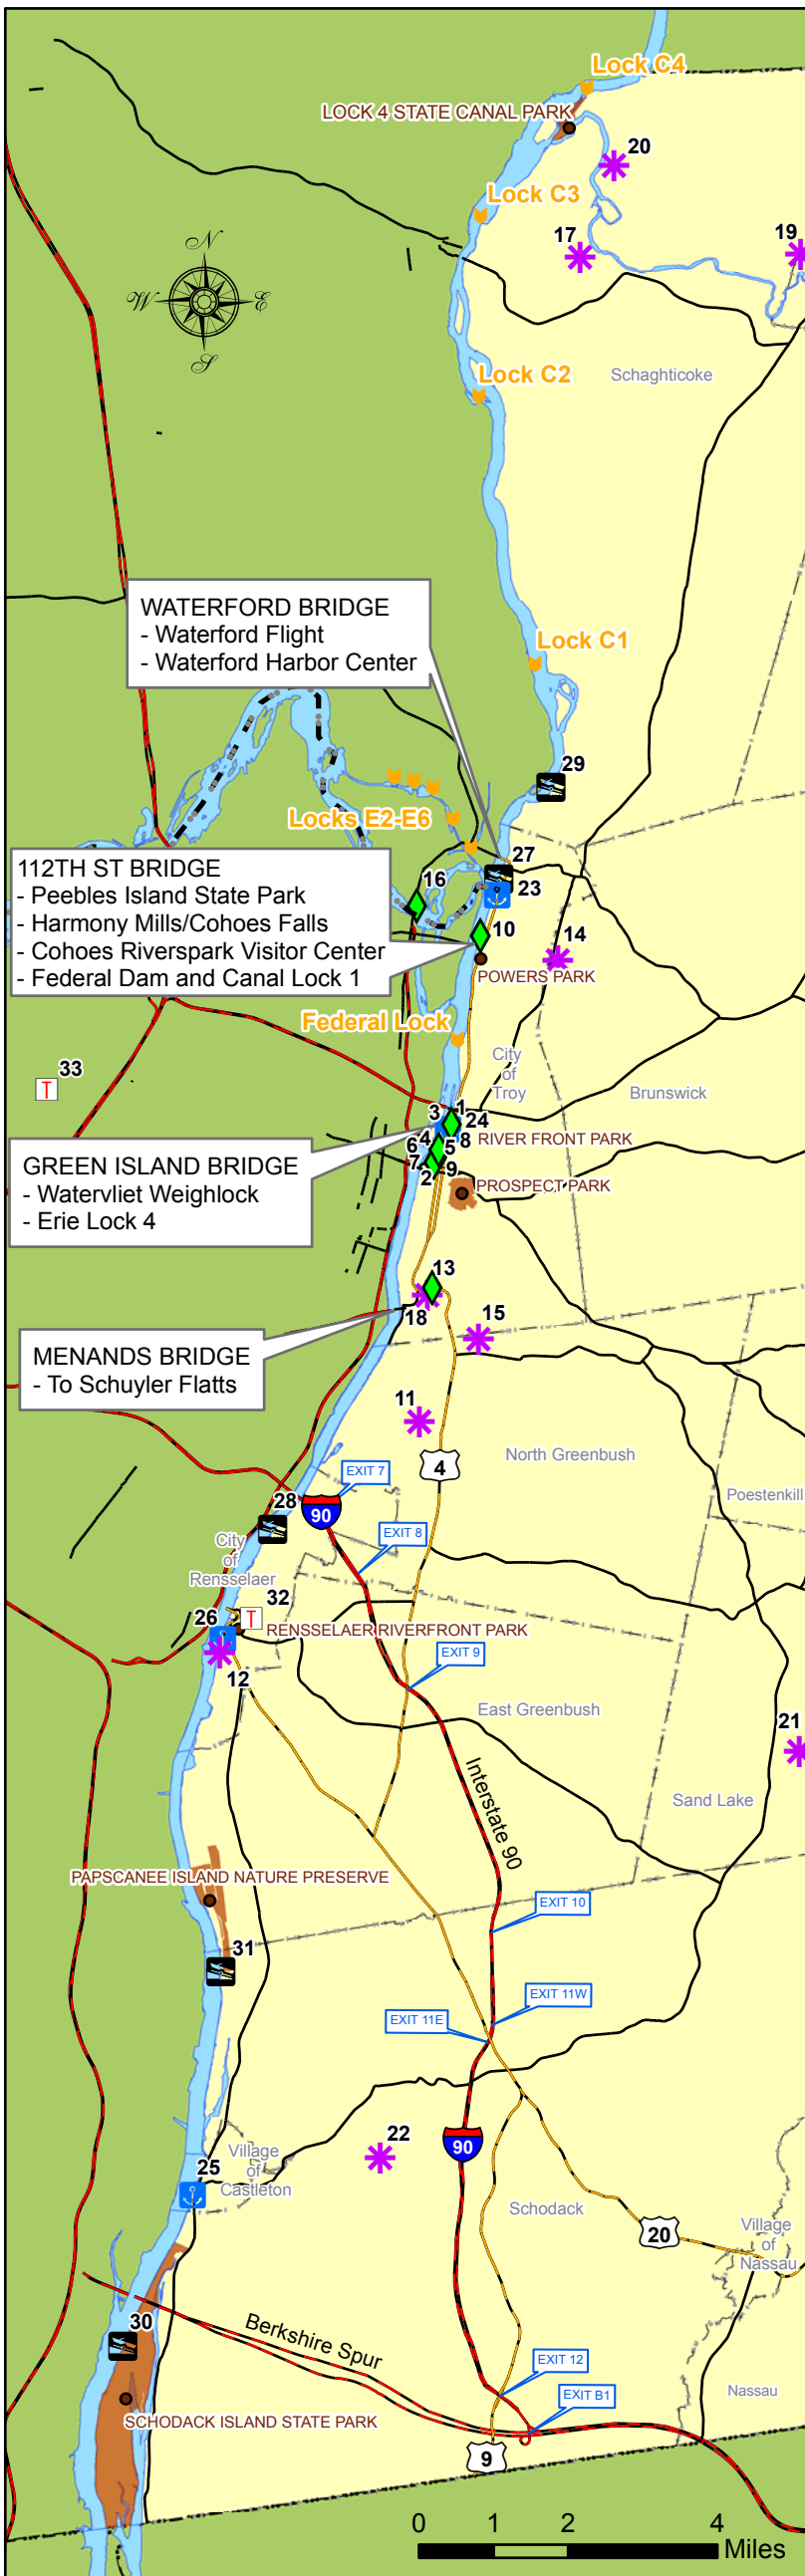 Lock C4
LOCK 4 STATE CANAL PARK
20
Lock C3
17
19
N
W
E
S
Lock C2
Schaghticoke
WATERFORD BRIDGE
- Waterford Flight
- Waterford Harbor Center
Lock C1
29
Locks E2-E6
27
112TH ST BRIDGE
- Peebles Island State Park
- Harmony Mills/Cohoes Falls
- Cohoes Riverspark Visitor Center
- Federal Dam and Canal Lock 1
16
23
10
14
POWERS PARK
Federal Lock
City
of
Troy
33
T
Brunswick
3
1
24
8
RIVER FRONT PARK
6
4
5
7
9
2
GREEN ISLAND BRIDGE
- Watervliet Weighlock
- Erie Lock 4
PROSPECT PARK
13
18
15
MENANDS BRIDGE
- To Schuyler Flatts
11
North Greenbush
4
EXIT 7
Poestenkill
28
90
EXIT 8
City
of
Rensselaer
32
26
T
RENSSELAER RIVERFRONT PARK
12
EXIT 9
East Greenbush
21
Interstate 90
Sand Lake
PAPSCANEE ISLAND NATURE PRESERVE
EXIT 10
31
EXIT 11W
EXIT 11E
22
90
25
Village
of
Castleton
Schodack
20
Village
of
Nassau
30
Berkshire Spur
EXIT 12
Nassau
EXIT B1
SCHODACK ISLAND STATE PARK
9
0 1 2 4
Miles